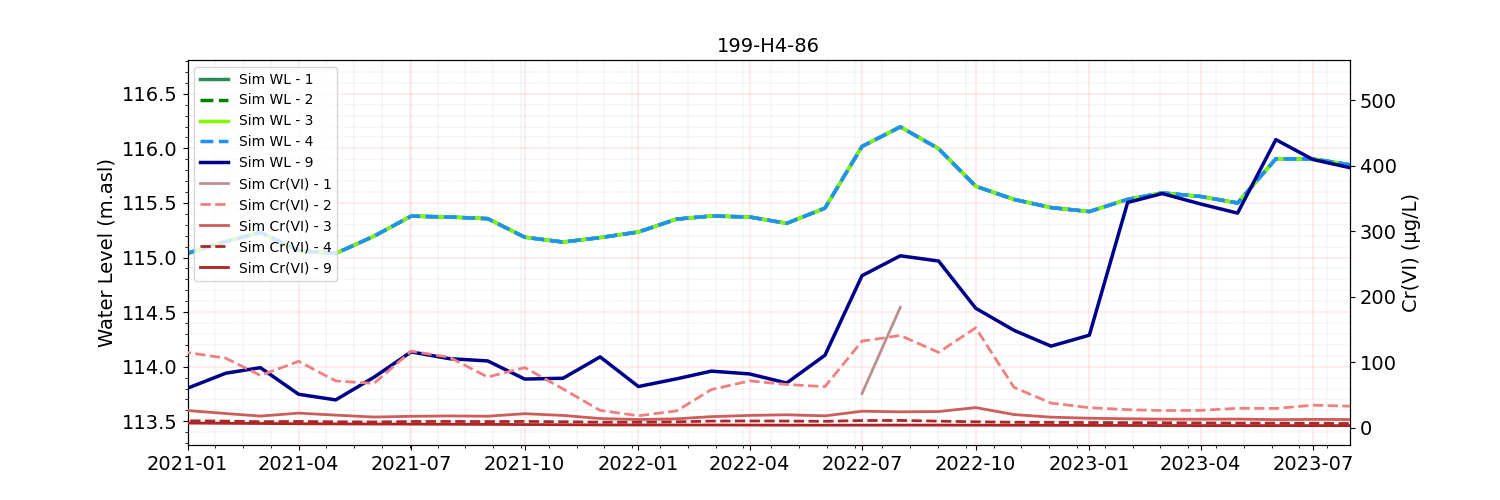 199-H4-86
Sim WL - 1
Sim WL - 2
Sim WL - 3
Sim WL - 4
Sim WL - 9
Sim Cr(VI) - 1
Sim Cr(VI) - 2
Sim Cr(VI) - 3
Sim Cr(VI) - 4
Sim Cr(VI) - 9
Water Level (m.asl)
116.5
116.0
115.5
115.0
114.5
114.0
113.5
500
400
300
200
100
0
Cr(VI) (µg/L)
2021-01 2021-04 2021-07 2021-10 2022-01 2022-04 2022-07 2022-10 2023-01 2023-04 2023-07